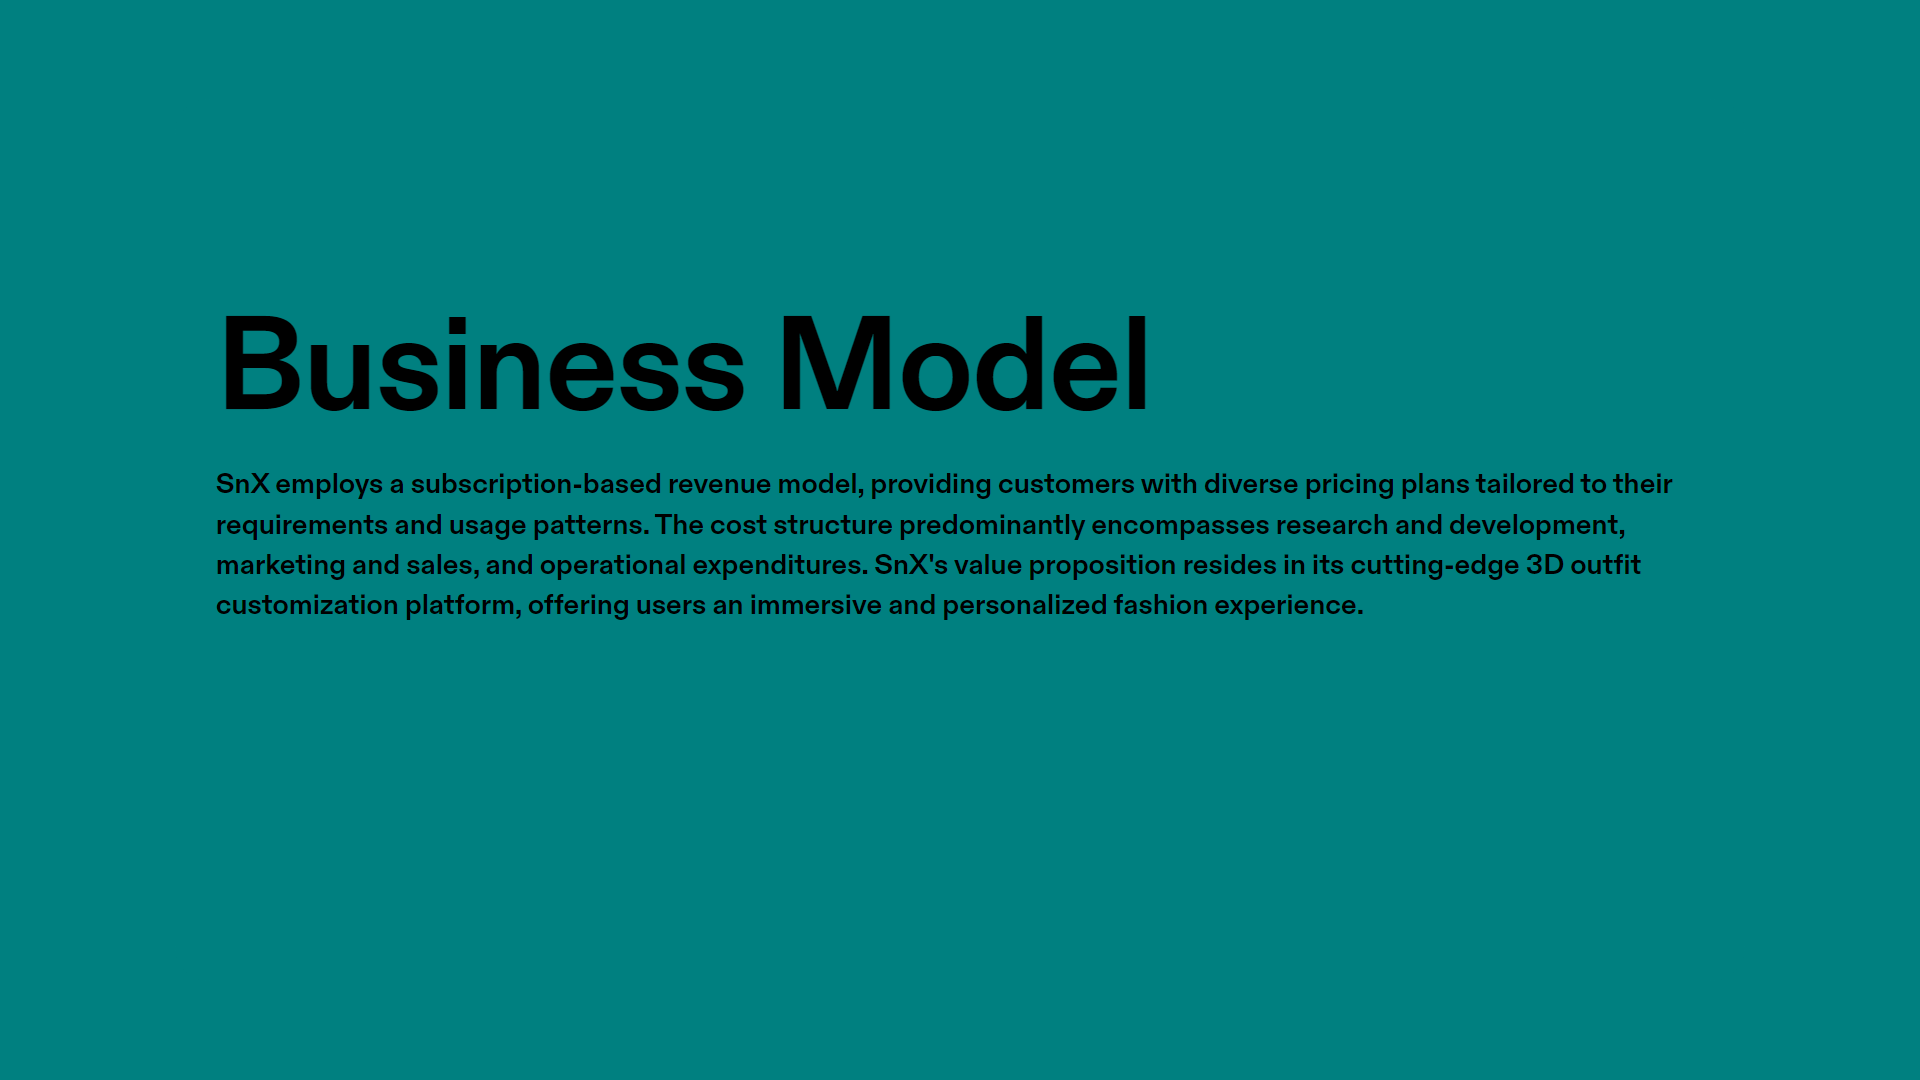 Business Model
SnX employs a subscription-based revenue model, providing customers with diverse pricing plans tailored to their
requirements and usage patterns. The cost structure predominantly encompasses research and development,
marketing and sales, and operational expenditures. SnX's value proposition resides in its cutting-edge 3D outfit
customization platform, offering users an immersive and personalized fashion experience.